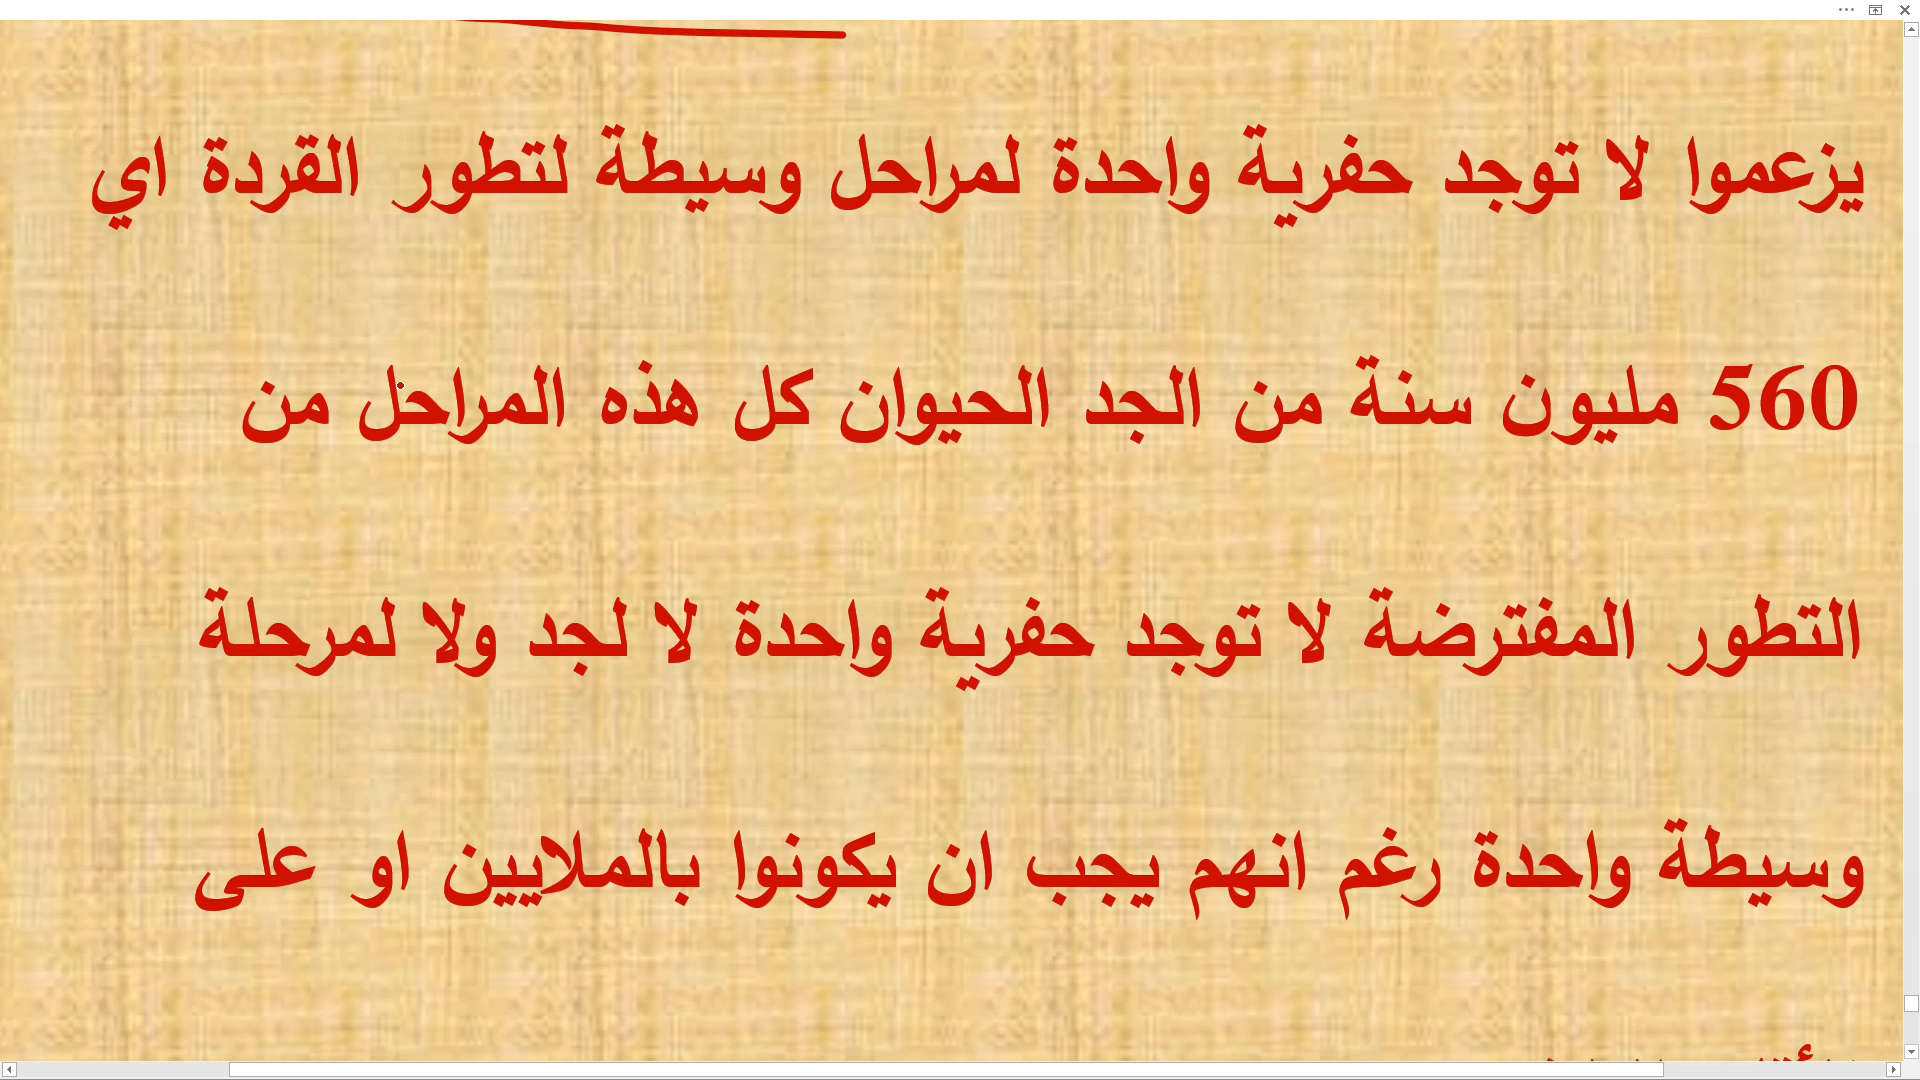 يزعموا لا توجد حفرية واحدة لمراحل وسيطة لتطور القردة اي
560 مليون سنة من الجد الحيوان كل هذه المراحل من
التطور المفترضة لا توجد حفرية واحدة لا لجد ولا لمرحلة
وسيطة واحدة رغم انهم يجب ان يكونوا بالملايين او على